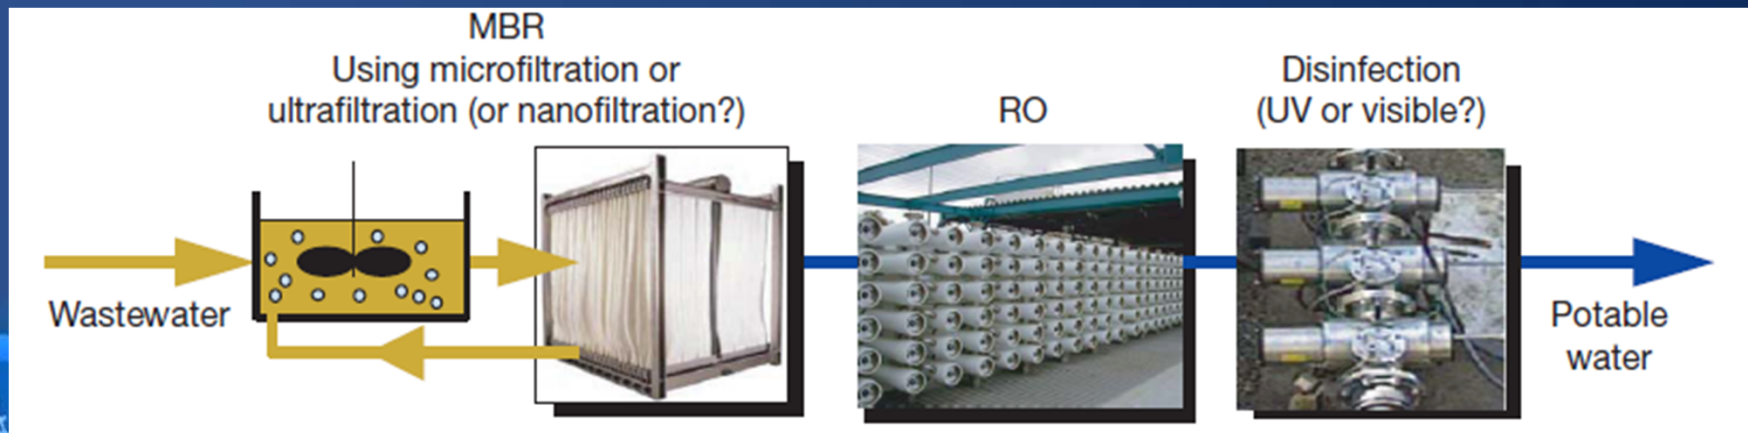 MBR
Using microfiltration or
ultrafiltration (or nanofiltration?)
RO
Disinfection
(UV or visible?)
Wastewater
Potable
water